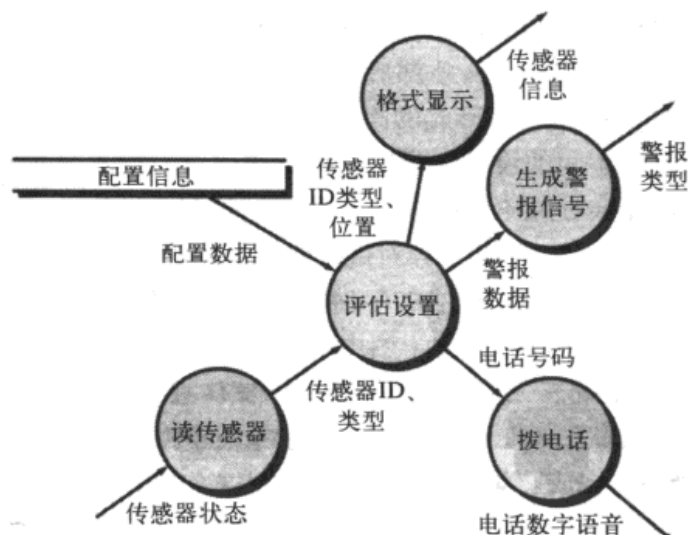 格式显示
传感器
信息
配置信息
传感器
ID类型、
位置
生成警
报信号
警报
类型
配置数据
评估设置
警报
数据
读传感器
传感器ID、
类型
电话号码
拨电话
传感器状态
电话数字语音